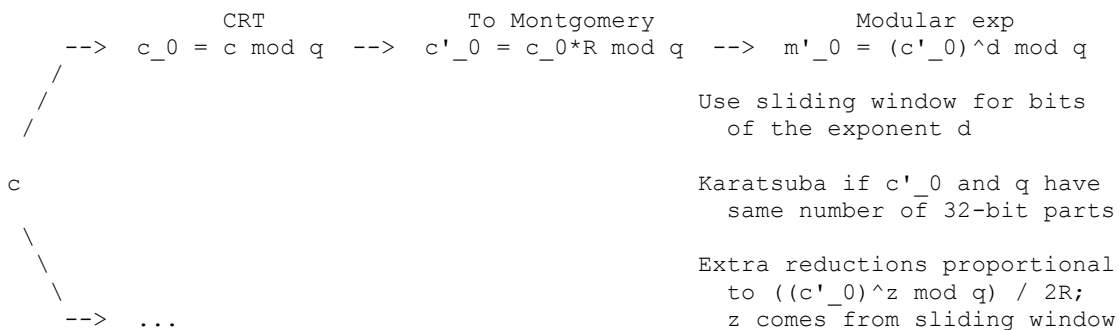 CRT To Montgomery Modular exp
--> c_0 = c mod q --> c'_0 = c_0*R mod q --> m'_0 = (c'_0)^d mod q
/
/ Use sliding window for bits
/ of the exponent d
c Karatsuba if c'_0 and q have
same number of 32-bit parts
\
\ Extra reductions proportional
\ to ((c'_0)^z mod q) / 2R;
--> ... z comes from sliding window